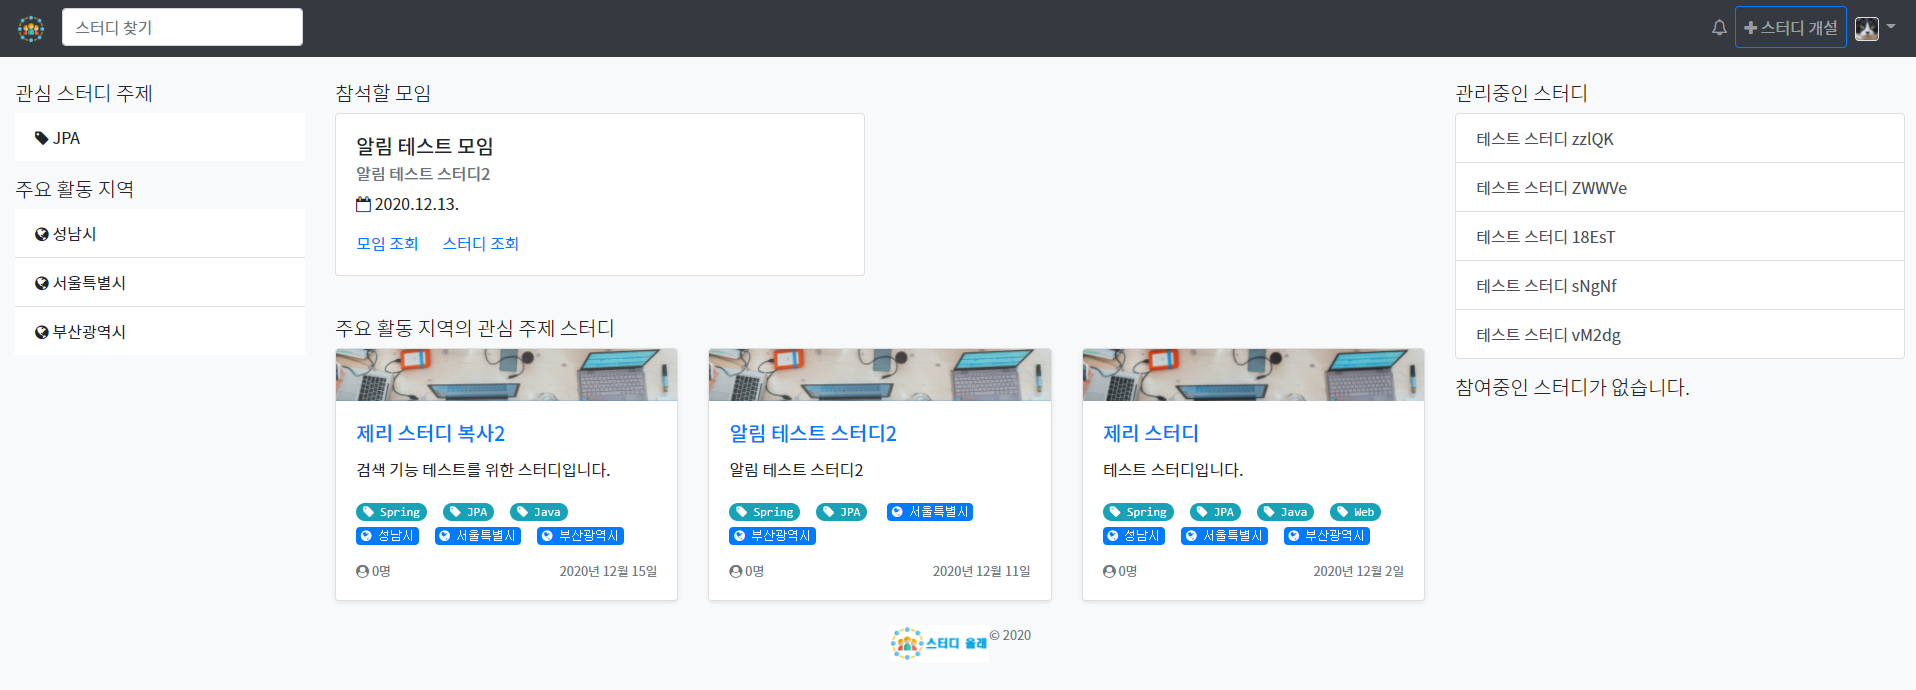 스터디 찾기
스터디 개설
관심 스터디 주제
JPA
주요 활동 지역
성남시
서울특별시
부산광역시
참석할 모임
알림 테스트 모임
알림 테스트 스터디2
2020.12.13.
모임 조회 스터디 조회
주요 활동 지역의 관심 주제 스터디
제리 스터디 복사2
검색 기능 테스트를 위한 스터디입니다.
Spring JPA Java
성남시 서울특별시 부산광역시
0명 2020년 12월 15일
알림 테스트 스터디2
알림 테스트 스터디2
Spring JPA 서울특별시
부산광역시
0명 2020년 12월 11일
제리 스터디
테스트 스터디입니다.
Spring JPA Java Web
성남시 서울특별시 부산광역시
0명 2020년 12월 2일
관리중인 스터디
테스트 스터디 zzlQK
테스트 스터디 ZWWVe
테스트 스터디 18EsT
테스트 스터디 sNgNf
테스트 스터디 vM2dg
참여중인 스터디가 없습니다.
스터디 올래 © 2020